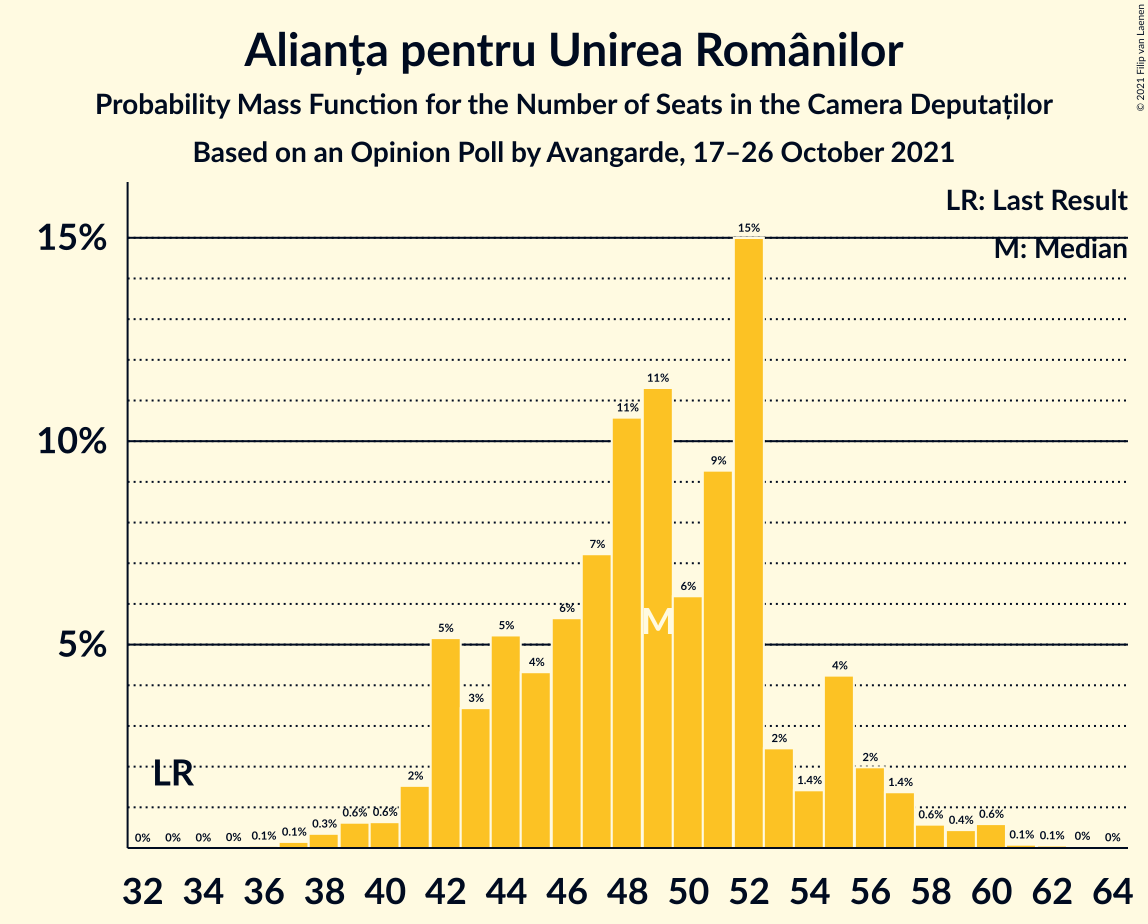 Alianța pentru Unirea Românilor
Probability Mass Function for the Number of Seats in the Camera Deputaților
Based on an Opinion Poll by Avangarde, 17–26 October 2021
© 2021 Filip van Laenen
LR: Last Result
M: Median
15%
10%
5%
0% 0% 0% 0% 0.1% 0.1% 0.3% 0.6% 0.6% 2% 5% 3% 5% 4% 6% 7% 11% 11% 6% 9% 15% 2% 1.4% 4% 2% 1.4% 0.6% 0.4% 0.6% 0.1% 0.1% 0% 0%
M
LR
32 34 36 38 40 42 44 46 48 50 52 54 56 58 60 62 64